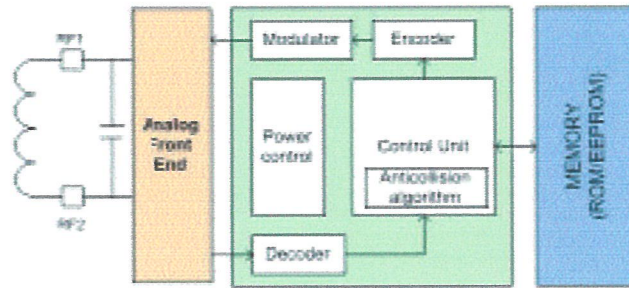 RF1
Modulator
Encoder
Analog
Front
End
Power
control
Control Unit
Anticollision
algorithm
MEMORY
(ROM/EEPROM)
RF2
Decoder